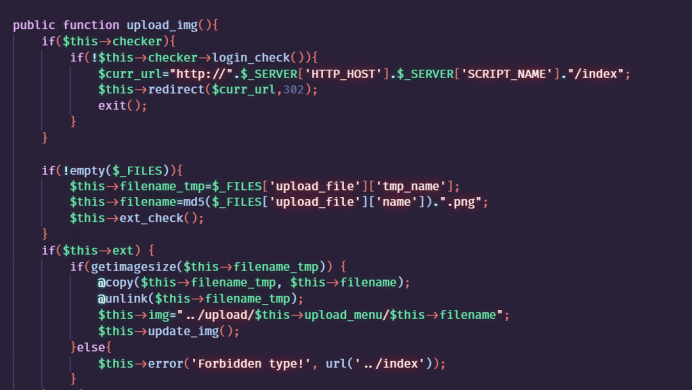 public function upload_img(){
    if($this->checker){
        if(!$this->checker->login_check()){
            $curr_url="http://".$_SERVER['HTTP_HOST'].$_SERVER['SCRIPT_NAME']."/index";
            $this->redirect($curr_url,302);
            exit();
        }
    }

    if(!empty($_FILES)){
        $this->filename_tmp=$_FILES['upload_file']['tmp_name'];
        $this->filename=md5($_FILES['upload_file']['name']).".png";
        $this->ext_check();
    }
    if($this->ext) {
        if(getimagesize($this->filename_tmp)) {
            @copy($this->filename_tmp, $this->filename);
            @unlink($this->filename_tmp);
            $this->img="../upload/$this->upload_menu/$this->filename";
            $this->update_img();
        }else{
            $this->error('Forbidden type!', url('../index'));
        }